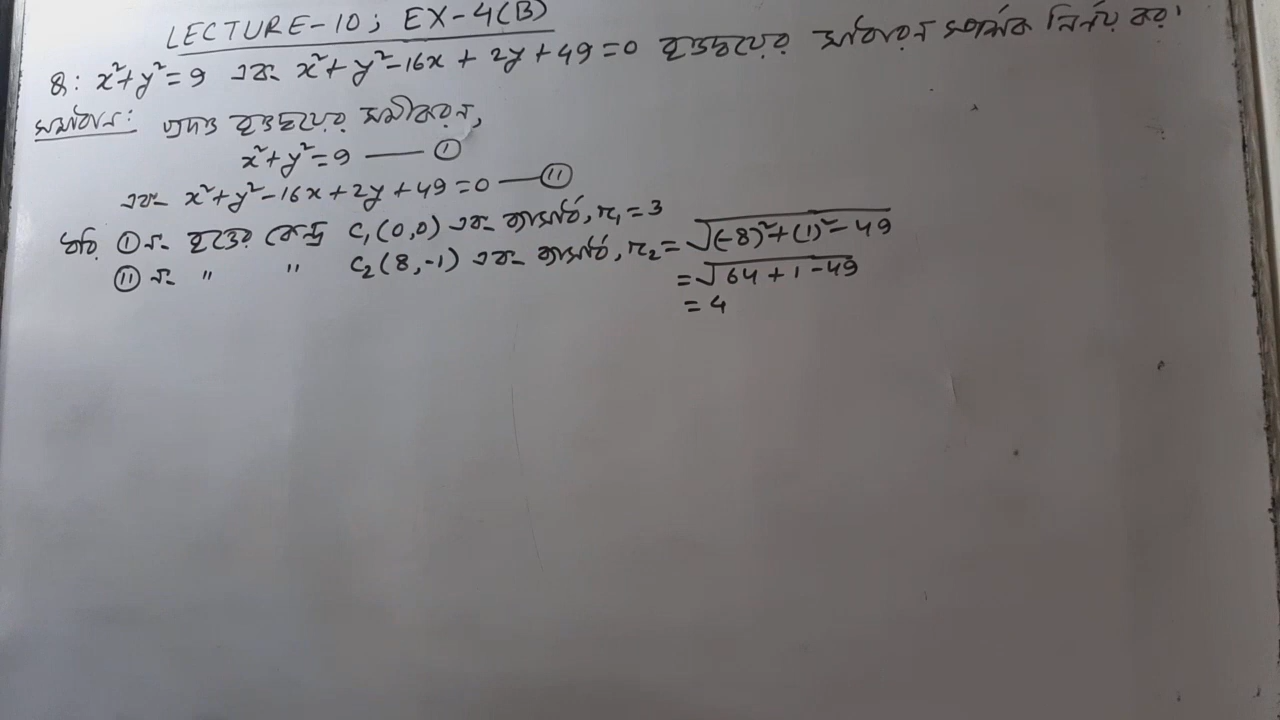 LECTURE-10; EX-4(B)
8: x²+y²=9 এবং x²+y²-16x+2y+49=0 বৃত্তদ্বয়ের সাধারণ স্পর্শক নির্ণয় কর।
সমাধান: প্রদত্ত বৃত্তদ্বয়ের সমীকরণ,
x²+y²=9 —— (i)
এবং x²+y²-16x+2y+49=0 —— (ii)
(i) নং বৃত্তের কেন্দ্র C₁(0,0) এবং ব্যাসার্ধ, r₁=3
(ii) নং " " C₂(8,-1) এবং ব্যাসার্ধ, r₂=√(-8)²+(1)²-49
=√64+1-49
=4